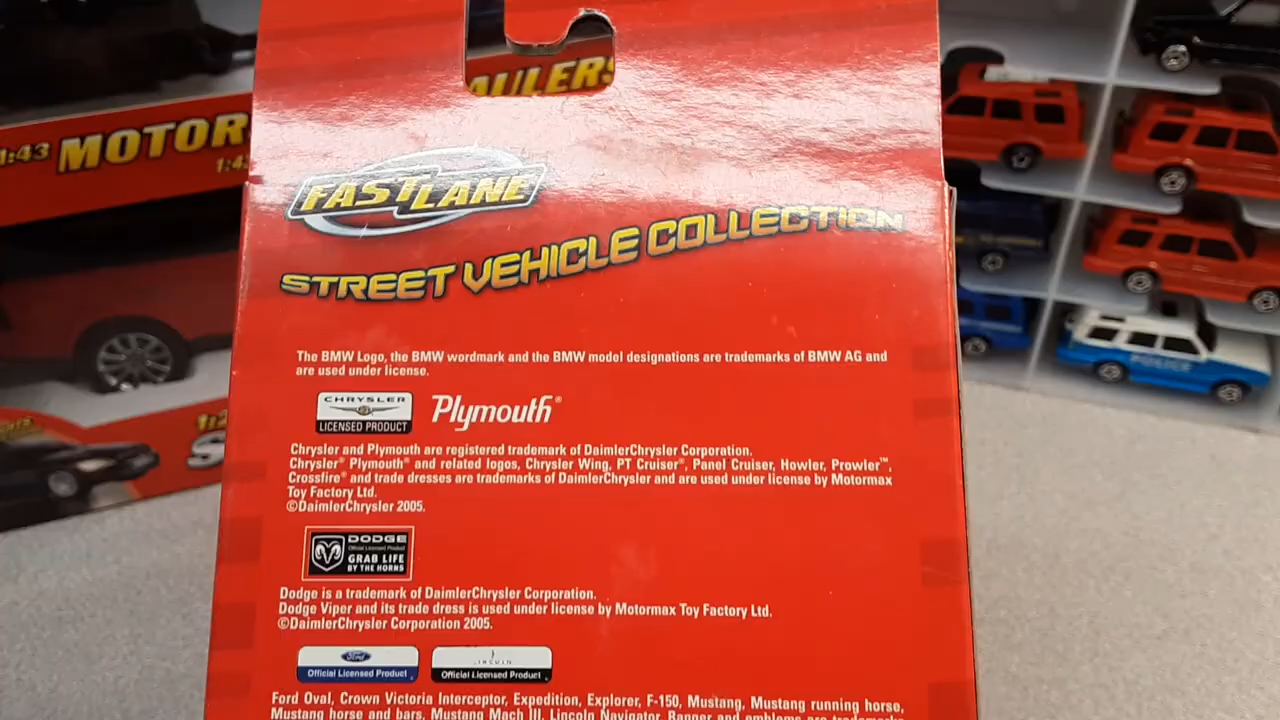 AULERS
1:43 MOTOR
1:43
FAST LANE
STREET VEHICLE COLLECTION
The BMW Logo, the BMW wordmark and the BMW model designations are trademarks of BMW AG and
are used under license.
CHRYSLER
LICENSED PRODUCT
Plymouth®
Chrysler and Plymouth are registered trademark of DaimlerChrysler Corporation.
Chrysler® Plymouth® and related logos, Chrysler Wing, PT Cruiser®, Panel Cruiser, Howler, Prowler™,
Crossfire® and trade dresses are trademarks of DaimlerChrysler and are used under license by Motormax
Toy Factory Ltd.
©DaimlerChrysler 2005.
DODGE
Official Licensed Product
GRAB LIFE
BY THE HORNS
Dodge is a trademark of DaimlerChrysler Corporation.
Dodge Viper and its trade dress is used under license by Motormax Toy Factory Ltd.
©DaimlerChrysler Corporation 2005.
Ford
Official Licensed Product
LINCOLN
Official Licensed Product
Ford Oval, Crown Victoria Interceptor, Expedition, Explorer, F-150, Mustang, Mustang running horse,
Mustang horse and bars, Mustang Mach III, Lincoln Navigator, Ranger and emblems are trademarks
POLICE